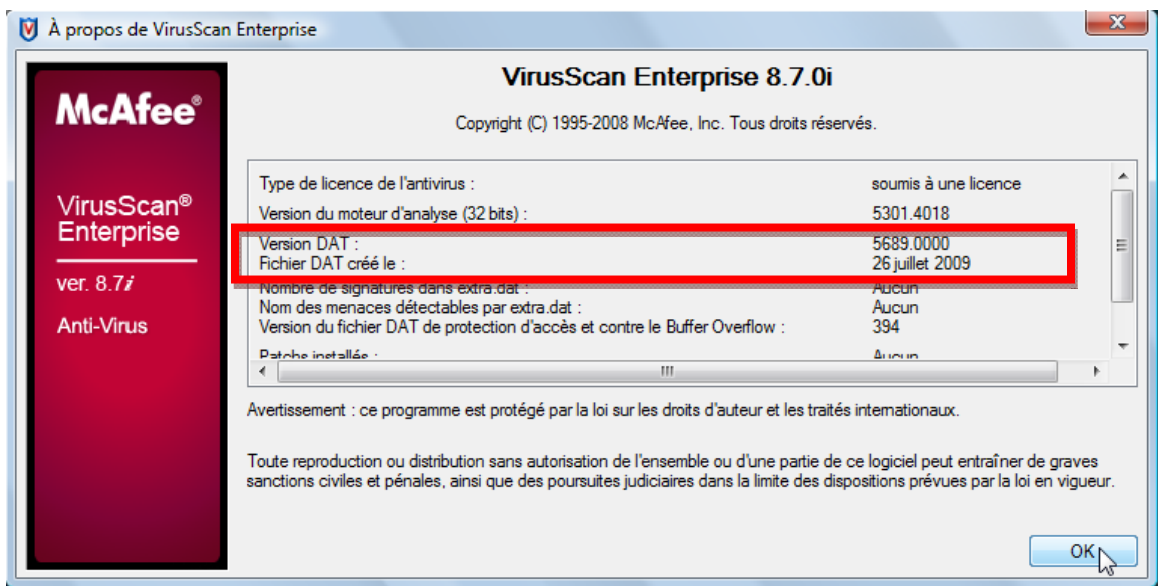 À propos de VirusScan Enterprise
McAfee®
VirusScan®
Enterprise
ver. 8.7i
Anti-Virus
VirusScan Enterprise 8.7.0i
Copyright (C) 1995-2008 McAfee, Inc. Tous droits réservés.
Type de licence de l'antivirus : soumis à une licence
Version du moteur d'analyse (32 bits) : 5301.4018
Version DAT : 5689.0000
Fichier DAT créé le : 26 juillet 2009
Nombre de signatures dans extra.dat : Aucun
Nom des menaces détectables par extra.dat : Aucun
Version du fichier DAT de protection d'accès et contre le Buffer Overflow : 394
Patchs installés : Aucun
Avertissement : ce programme est protégé par la loi sur les droits d'auteur et les traités internationaux.
Toute reproduction ou distribution sans autorisation de l'ensemble ou d'une partie de ce logiciel peut entraîner de graves
sanctions civiles et pénales, ainsi que des poursuites judiciaires dans la limite des dispositions prévues par la loi en vigueur.
OK